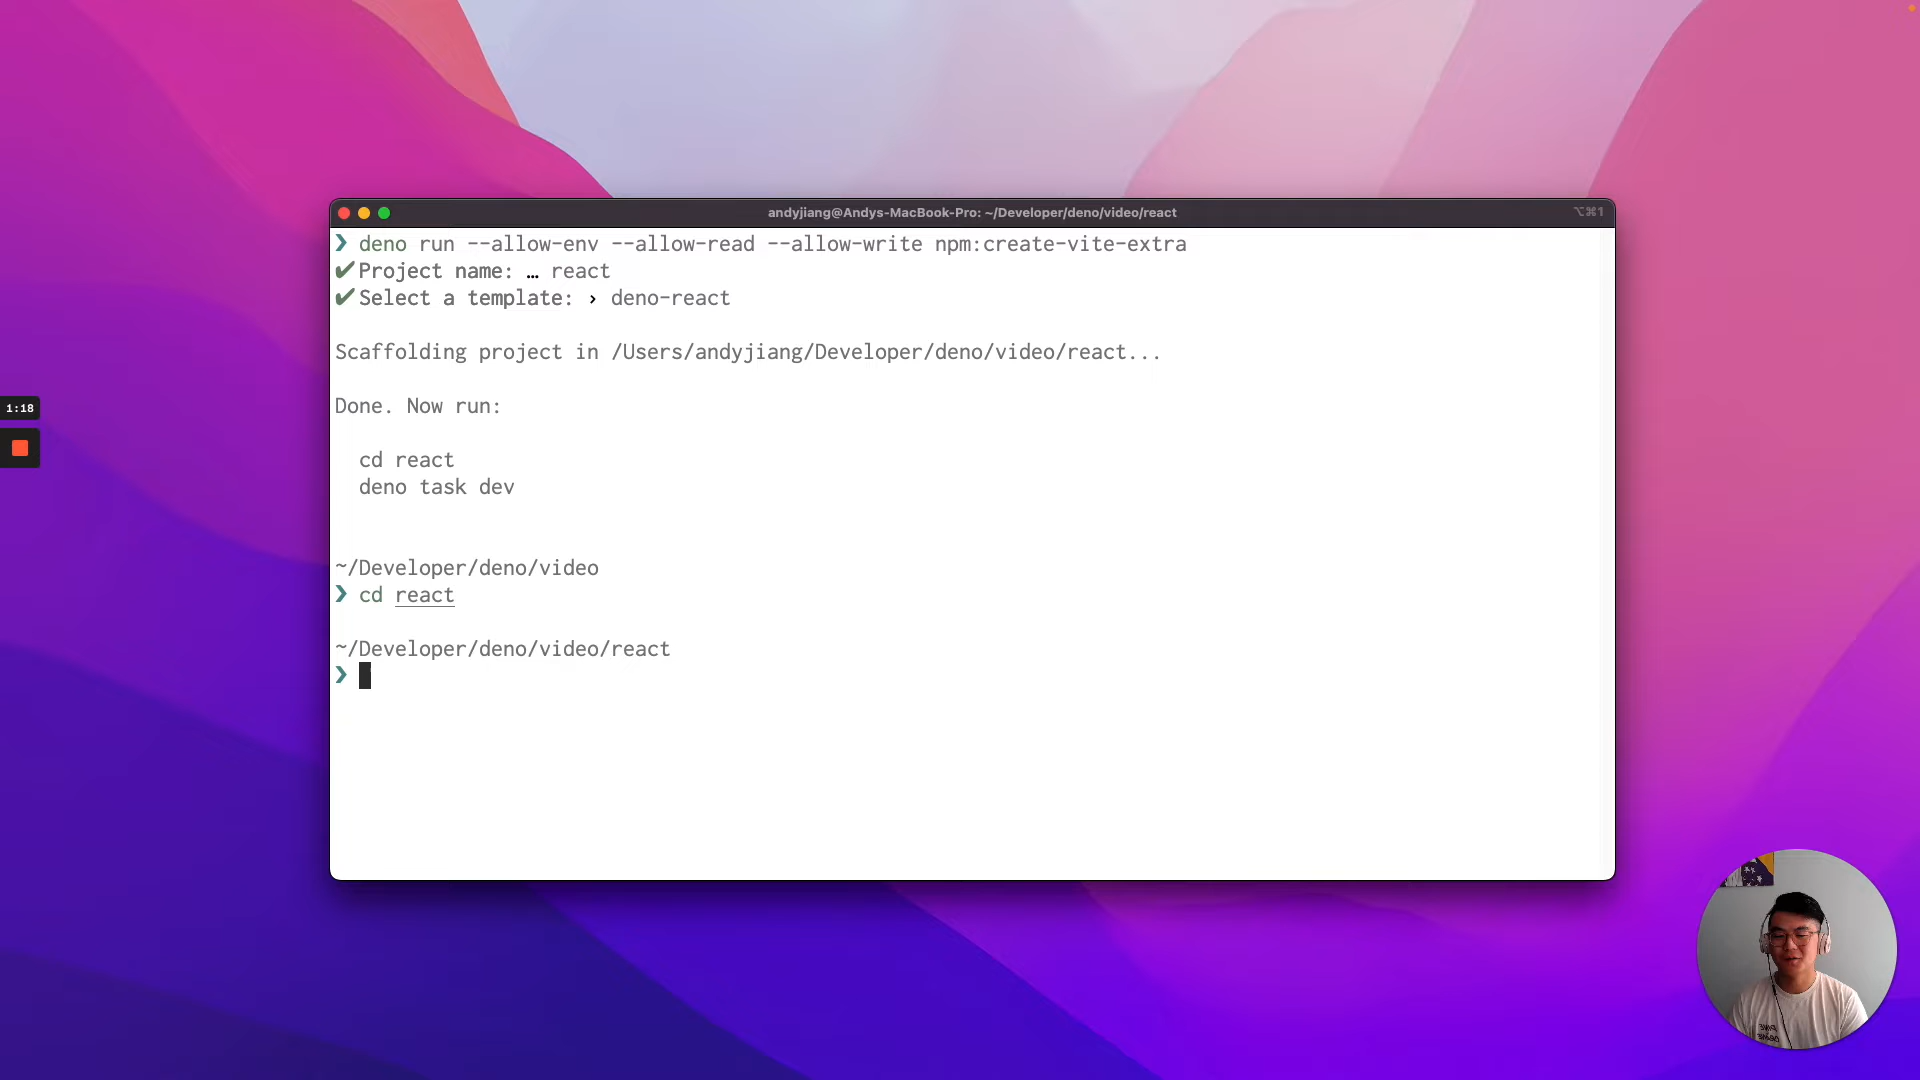 andyjiang@Andys-MacBook-Pro: ~/Developer/deno/video/react
⌥⌘1
❯ deno run --allow-env --allow-read --allow-write npm:create-vite-extra
✔ Project name: … react
✔ Select a template: › deno-react
Scaffolding project in /Users/andyjiang/Developer/deno/video/react...
Done. Now run:
cd react
deno task dev
~/Developer/deno/video
❯ cd react
~/Developer/deno/video/react
❯
1:18